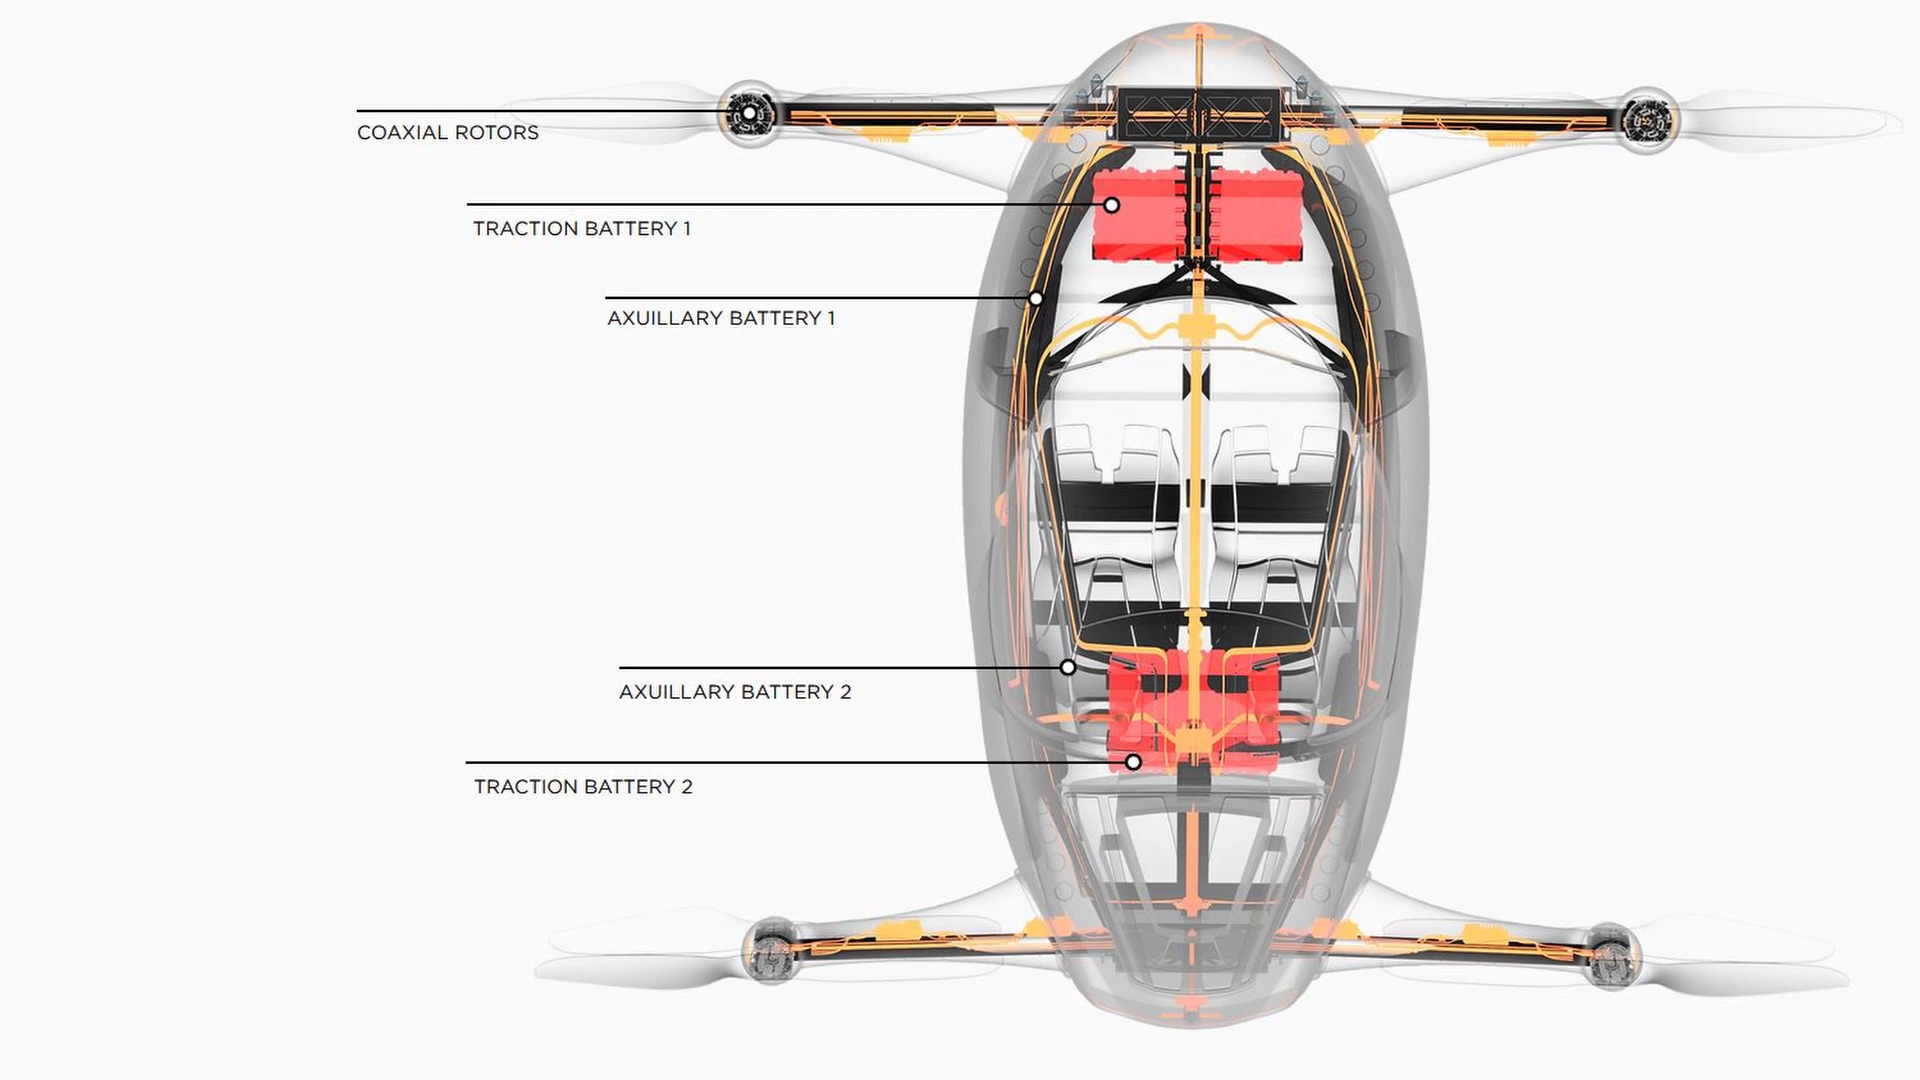 COAXIAL ROTORS
TRACTION BATTERY 1
AXUILLARY BATTERY 1
AXUILLARY BATTERY 2
TRACTION BATTERY 2